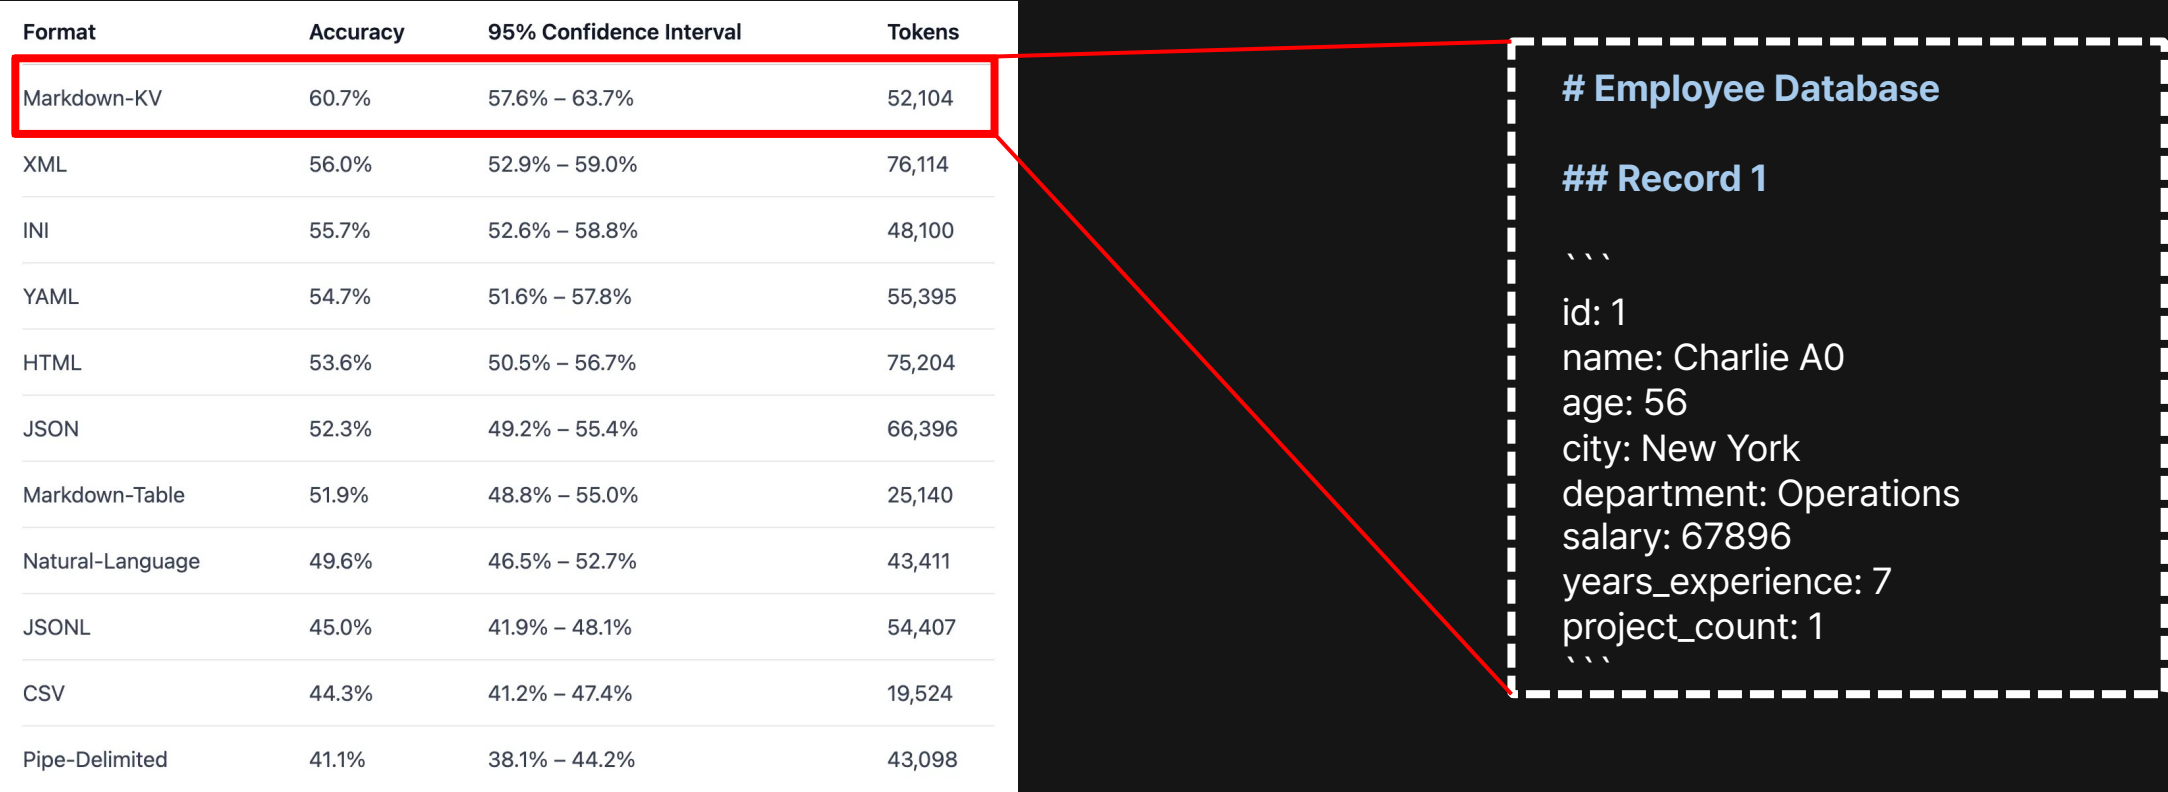 Format Accuracy 95% Confidence Interval Tokens
Markdown-KV 60.7% 57.6% – 63.7% 52,104
XML 56.0% 52.9% – 59.0% 76,114
INI 55.7% 52.6% – 58.8% 48,100
YAML 54.7% 51.6% – 57.8% 55,395
HTML 53.6% 50.5% – 56.7% 75,204
JSON 52.3% 49.2% – 55.4% 66,396
Markdown-Table 51.9% 48.8% – 55.0% 25,140
Natural-Language 49.6% 46.5% – 52.7% 43,411
JSONL 45.0% 41.9% – 48.1% 54,407
CSV 44.3% 41.2% – 47.4% 19,524
Pipe-Delimited 41.1% 38.1% – 44.2% 43,098
# Employee Database
## Record 1
```
id: 1
name: Charlie A0
age: 56
city: New York
department: Operations
salary: 67896
years_experience: 7
project_count: 1
```